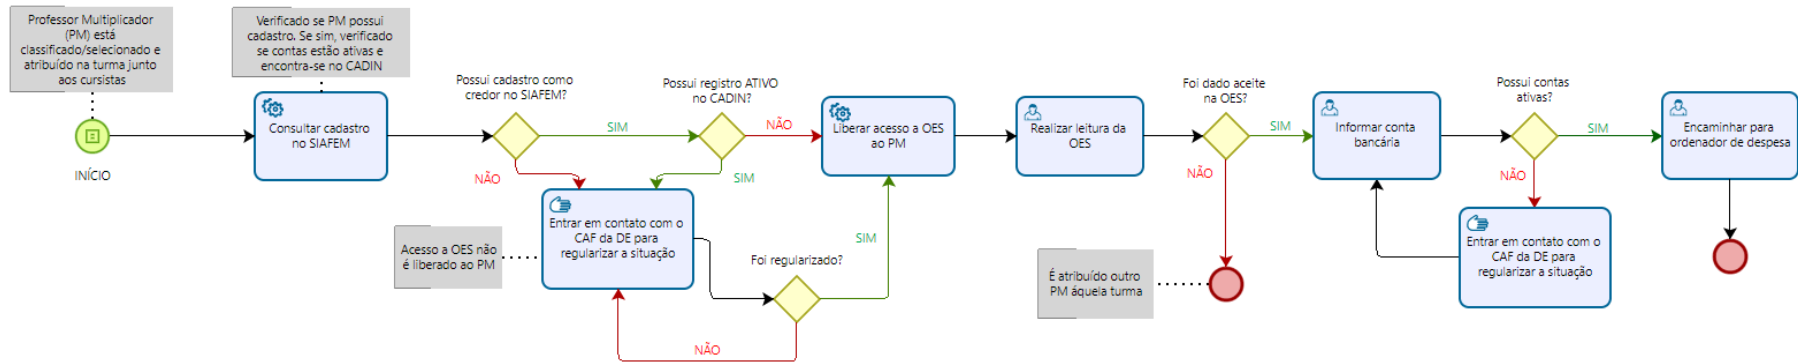 Professor Multiplicador
(PM) está
classificado/selecionado e
atribuído na turma junto
aos cursistas
INÍCIO
Verificado se PM possui
cadastro. Se sim, verificado
se contas estão ativas e
encontra-se no CADIN
Consultar cadastro
no SIAFEM
Possui cadastro como
credor no SIAFEM?
SIM
NÃO
Possui registro ATIVO
no CADIN?
NÃO
SIM
Acesso a OES não
é liberado ao PM
Entrar em contato com o
CAF da DE para
regularizar a situação
Foi regularizado?
SIM
NÃO
Liberar acesso a OES
ao PM
Realizar leitura da
OES
Foi dado aceite
na OES?
SIM
NÃO
É atribuído outro
PM áquela turma
Informar conta
bancária
Possui contas
ativas?
SIM
NÃO
Entrar em contato com o
CAF da DE para
regularizar a situação
Encaminhar para
ordenador de despesa